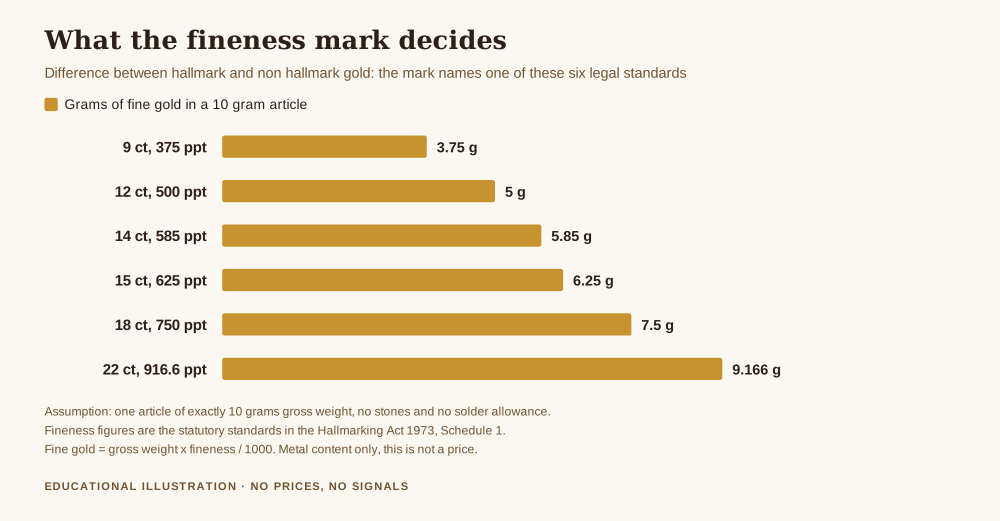 What the fineness mark decides
Difference between hallmark and non hallmark gold: the mark names one of these six legal standards
Grams of fine gold in a 10 gram article
9 ct, 375 ppt 3.75 g
12 ct, 500 ppt 5 g
14 ct, 585 ppt 5.85 g
15 ct, 625 ppt 6.25 g
18 ct, 750 ppt 7.5 g
22 ct, 916.6 ppt 9.166 g
Assumption: one article of exactly 10 grams gross weight, no stones and no solder allowance.
Fineness figures are the statutory standards in the Hallmarking Act 1973, Schedule 1.
Fine gold = gross weight x fineness / 1000. Metal content only, this is not a price.
EDUCATIONAL ILLUSTRATION · NO PRICES, NO SIGNALS